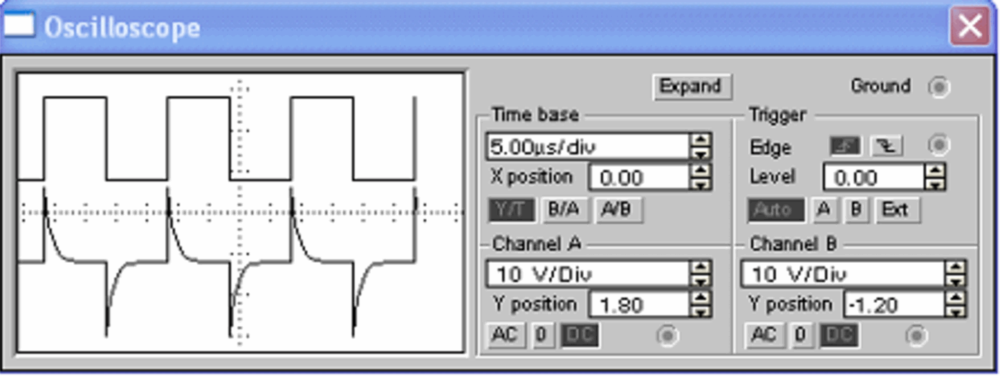 Oscilloscope
Expand
Ground
Time base
5.00µs/div
X position 0.00
Y/T B/A A/B
Trigger
Edge
Level 0.00
Auto A B Ext
Channel A
10 V/Div
Y position 1.80
AC 0 DC
Channel B
10 V/Div
Y position -1.20
AC 0 DC